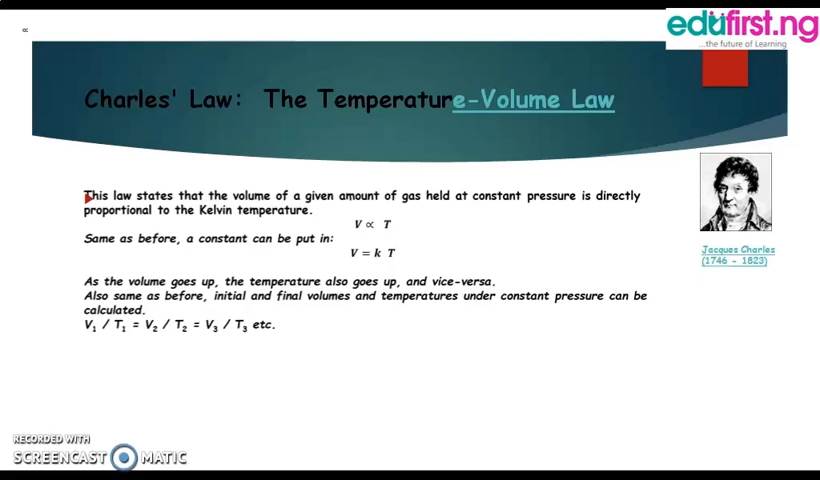 edufirst.ng
...the future of Learning
∝
Charles' Law: The Temperature-Volume Law
This law states that the volume of a given amount of gas held at constant pressure is directly
proportional to the Kelvin temperature.
V ∝ T
Same as before, a constant can be put in:
V = k T
As the volume goes up, the temperature also goes up, and vice-versa.
Also same as before, initial and final volumes and temperatures under constant pressure can be
calculated.
V₁ / T₁ = V₂ / T₂ = V₃ / T₃ etc.
Jacques Charles
(1746 - 1823)
RECORDED WITH
SCREENCAST MATIC